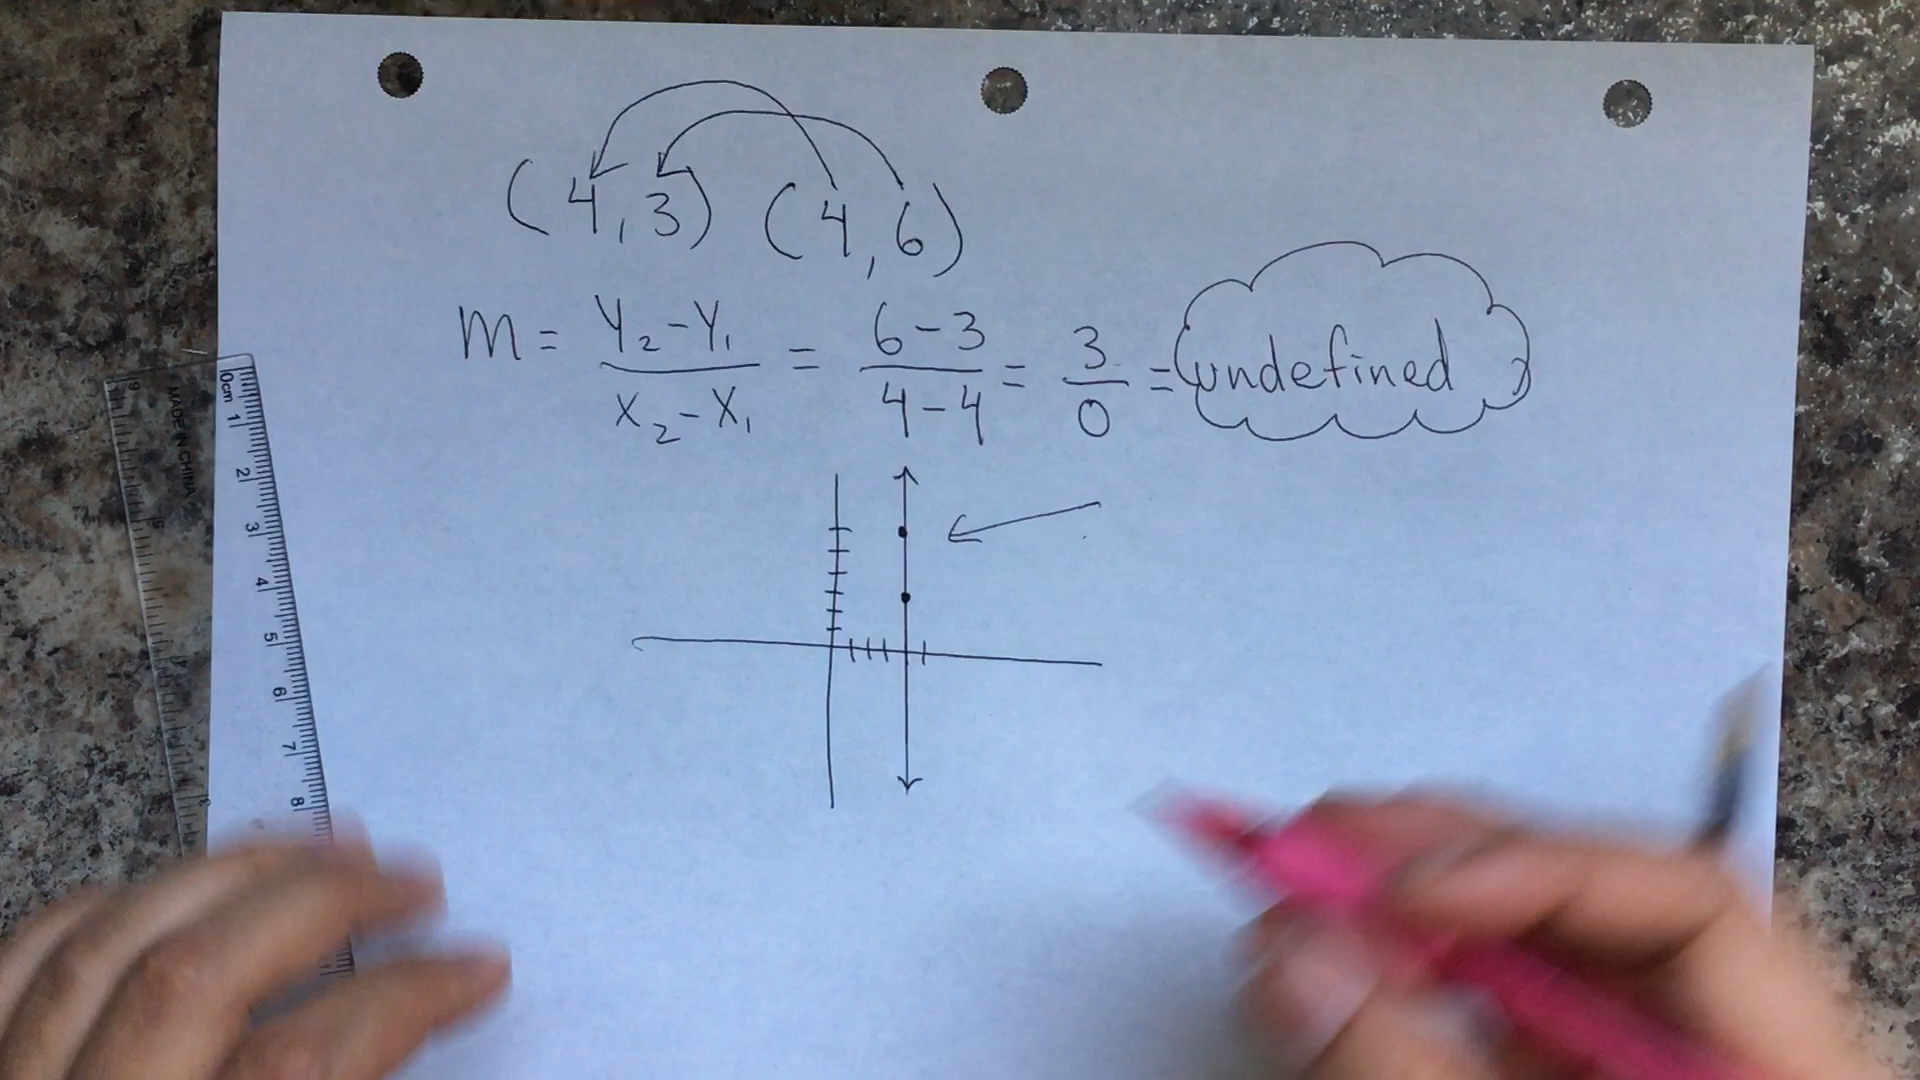 (4,3) (4,6)
m = Y₂-Y₁/X₂-X₁ = 6-3/4-4 = 3/0 = undefined
0cm 1 2 3 4 5 6 7 8
MADE IN CHINA